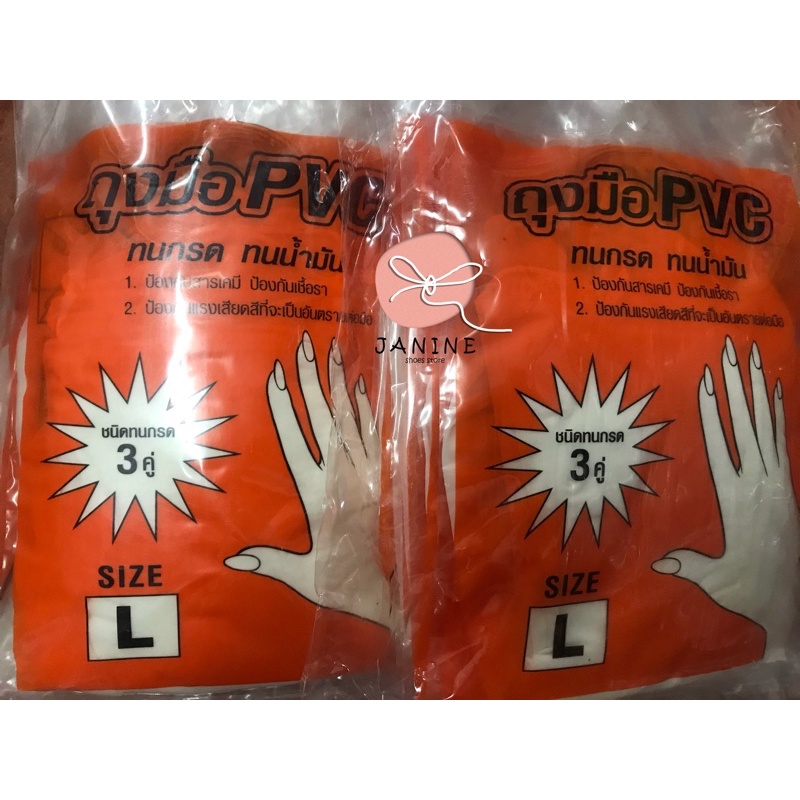 ถุงมือPVC
ทนกรด ทนน้ำมัน
1. ป้องกันสารเคมี ป้องกันเชื้อรา
2. ป้องกันแรงเสียดสีที่จะเป็นอันตรายต่อมือ
ชนิดทนกรด
3 คู่
SIZE
L
JANINE
shoes store
ถุงมือPVC
ทนกรด ทนน้ำมัน
1. ป้องกันสารเคมี ป้องกันเชื้อรา
2. ป้องกันแรงเสียดสีที่จะเป็นอันตรายต่อมือ
ชนิดทนกรด
3 คู่
SIZE
L